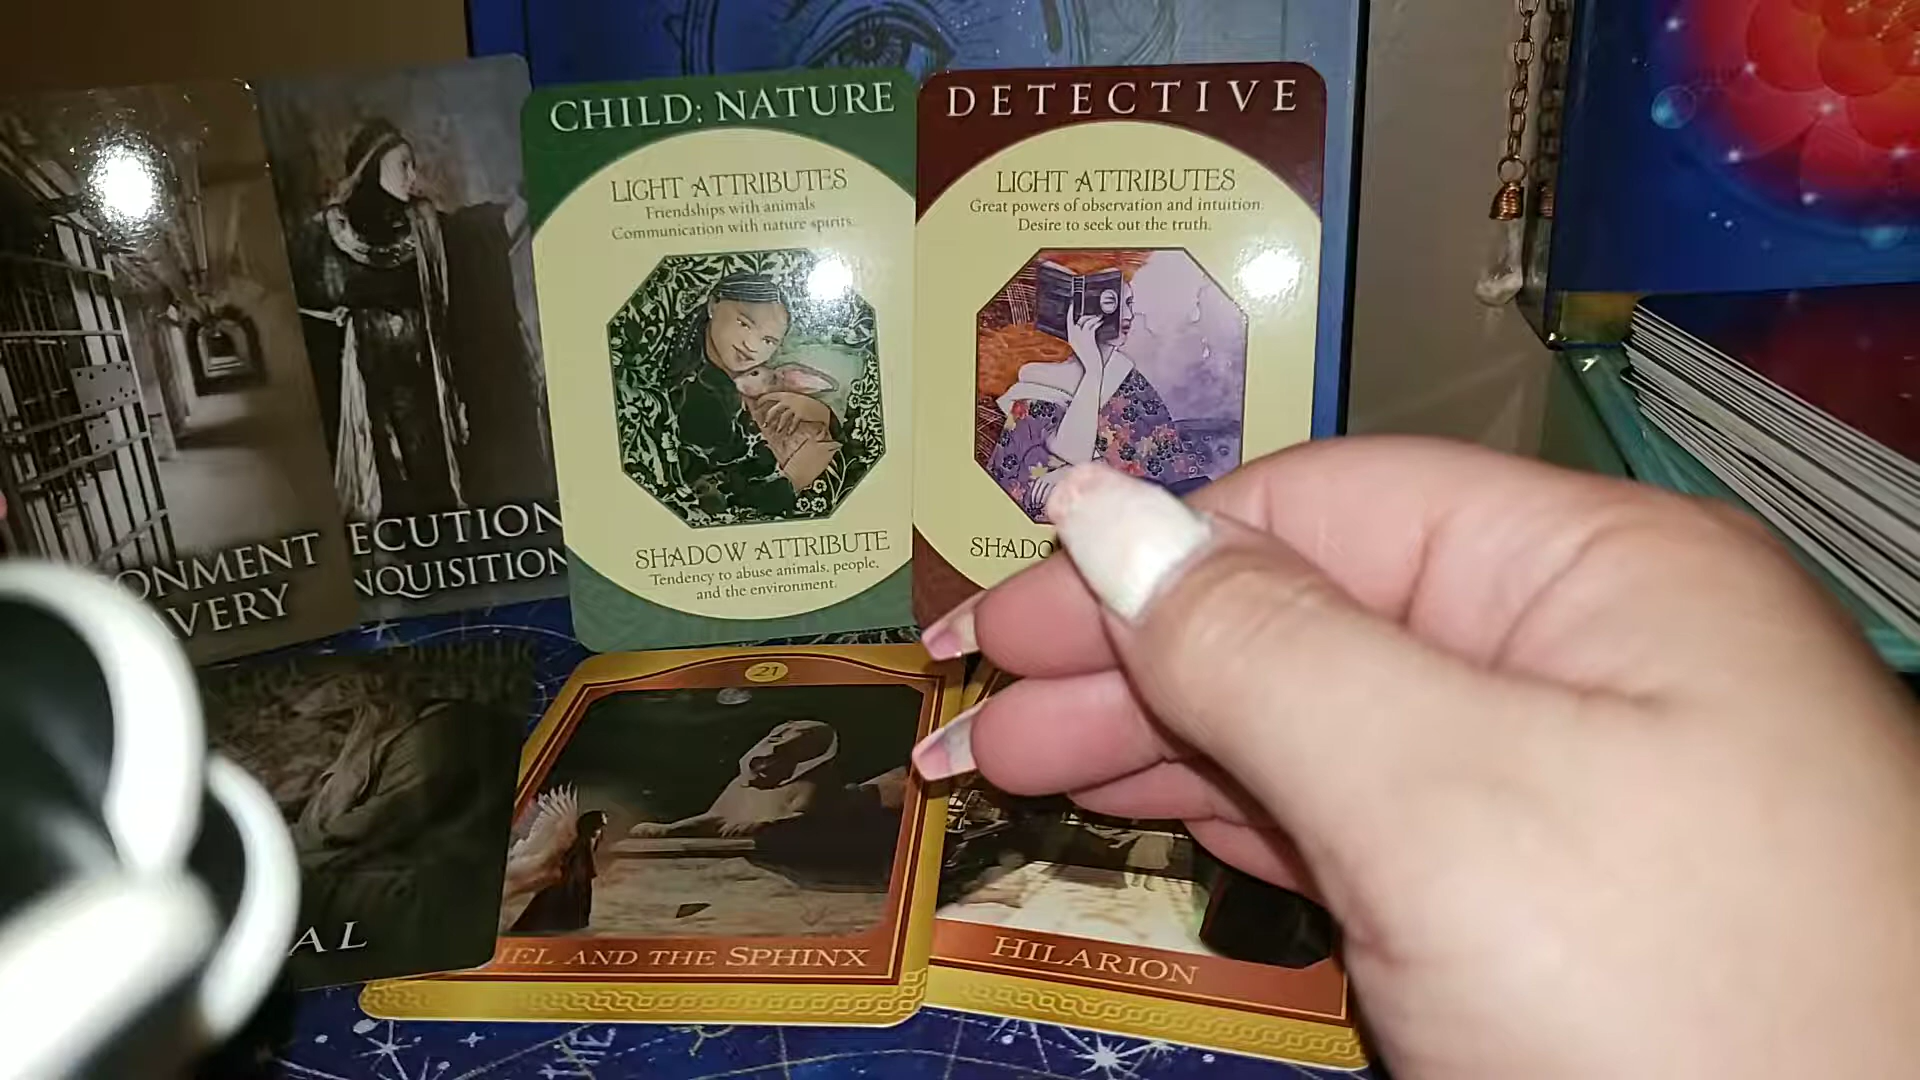 CHILD: NATURE
LIGHT ATTRIBUTES
Friendships with animals
Communication with nature spirits.
SHADOW ATTRIBUTE
Tendency to abuse animals, people,
and the environment.
DETECTIVE
LIGHT ATTRIBUTES
Great powers of observation and intuition.
Desire to seek out the truth.
SHADO
ONMENT
AVERY
ECUTION
NQUISITION
AL
21
IEL AND THE SPHINX
HILARION